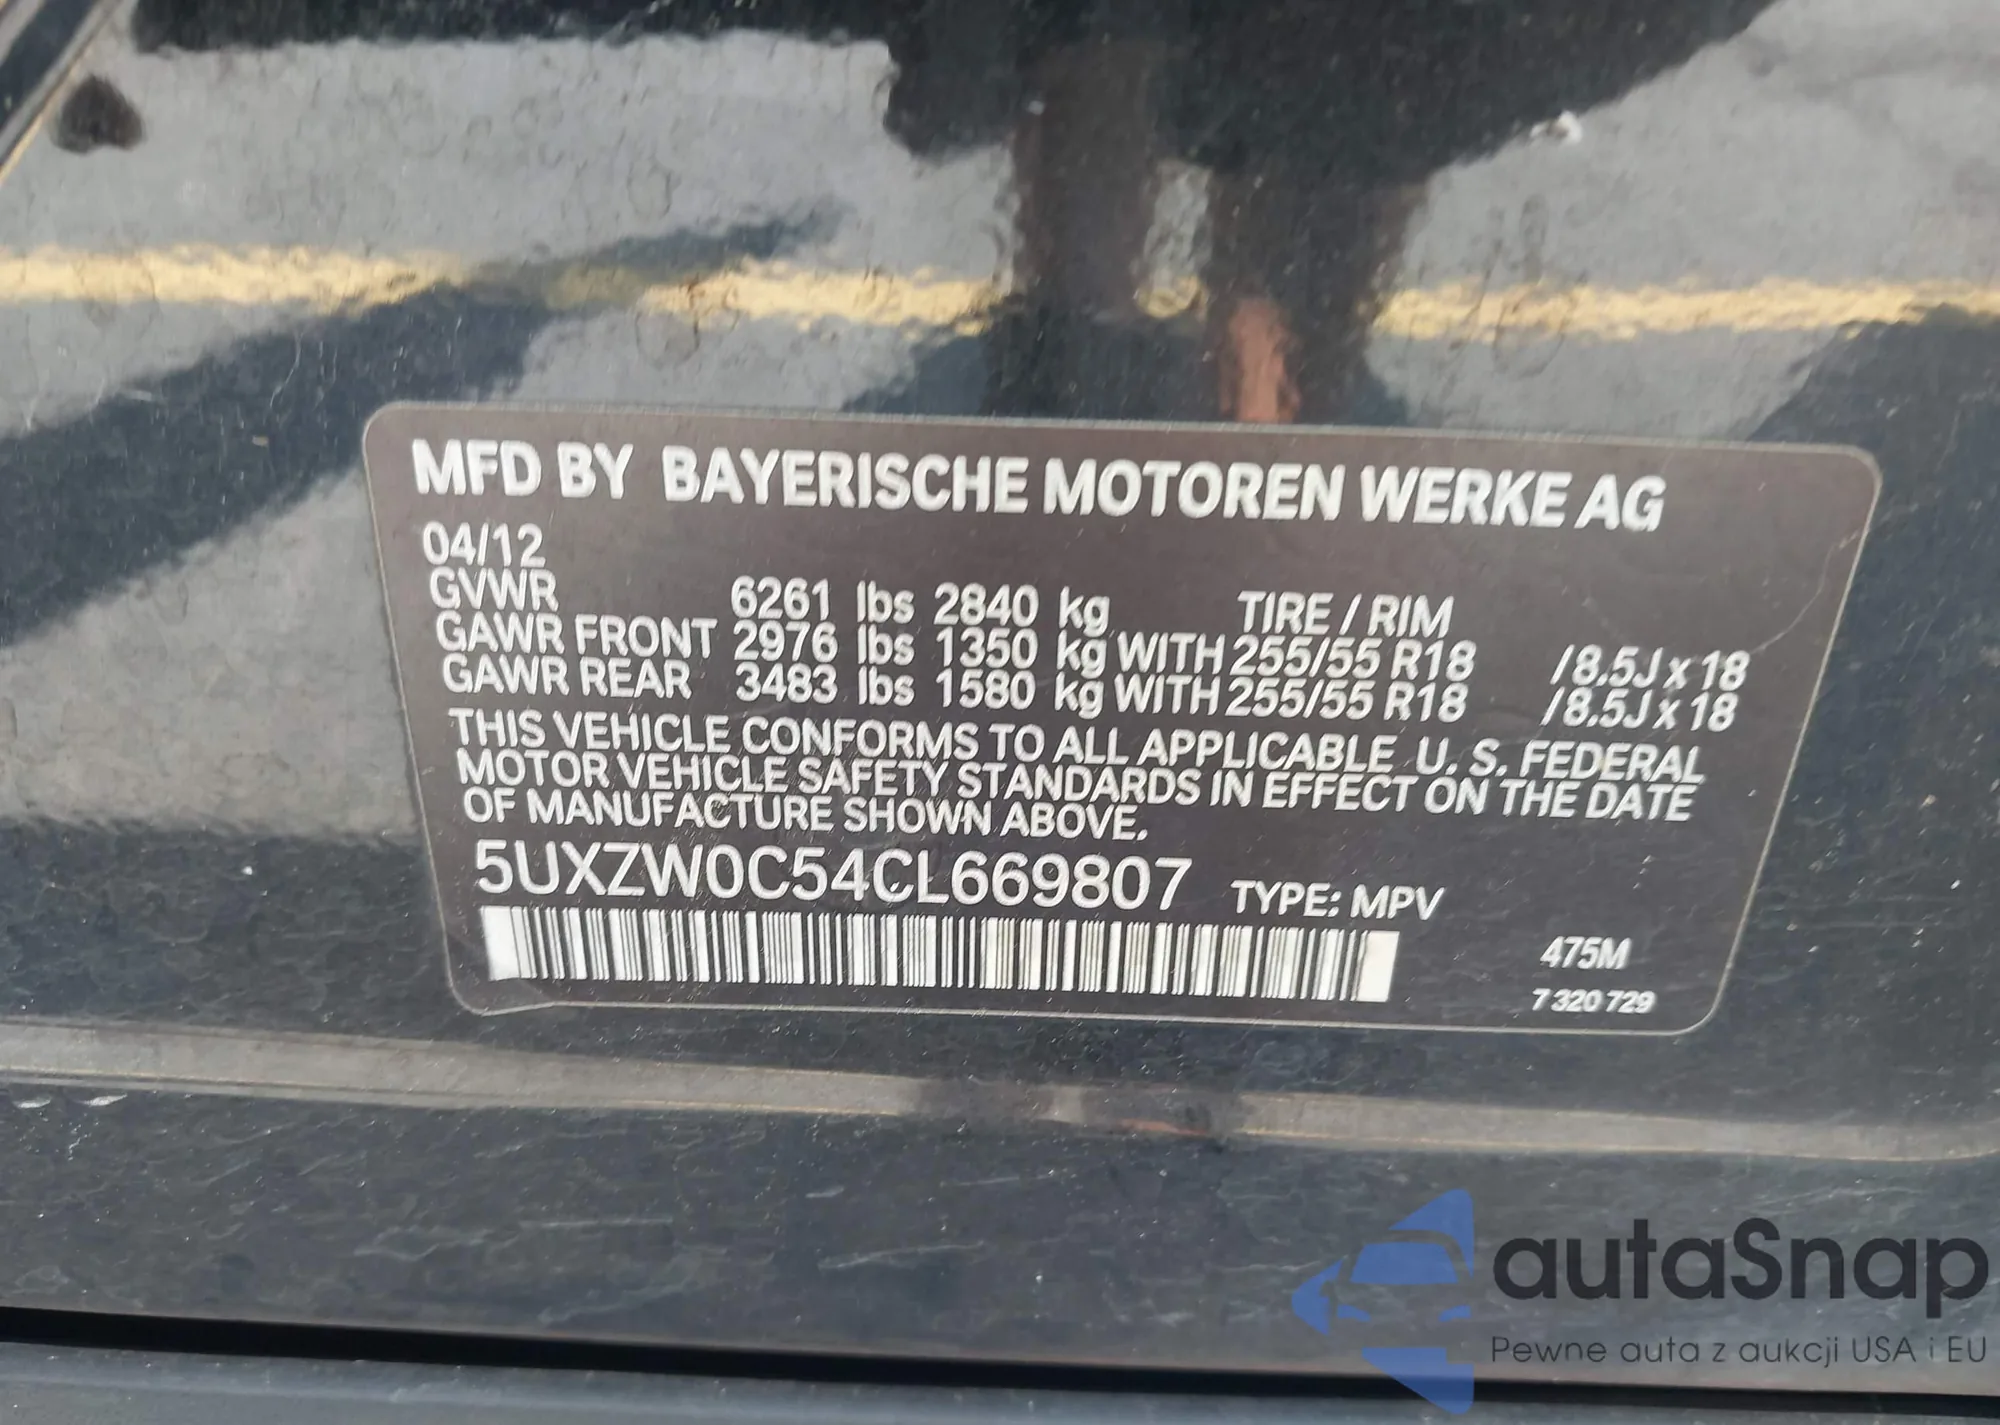 MFD BY BAYERISCHE MOTOREN WERKE AG
04/12
GVWR 6261 lbs 2840 kg TIRE / RIM
GAWR FRONT 2976 lbs 1350 kg WITH 255/55 R18 /8.5J x 18
GAWR REAR 3483 lbs 1580 kg WITH 255/55 R18 /8.5J x 18
THIS VEHICLE CONFORMS TO ALL APPLICABLE U. S. FEDERAL
MOTOR VEHICLE SAFETY STANDARDS IN EFFECT ON THE DATE
OF MANUFACTURE SHOWN ABOVE.
5UXZW0C54CL669807 TYPE: MPV
475M
7 320 729
autaSnap
Pewne auta z aukcji USA i EU